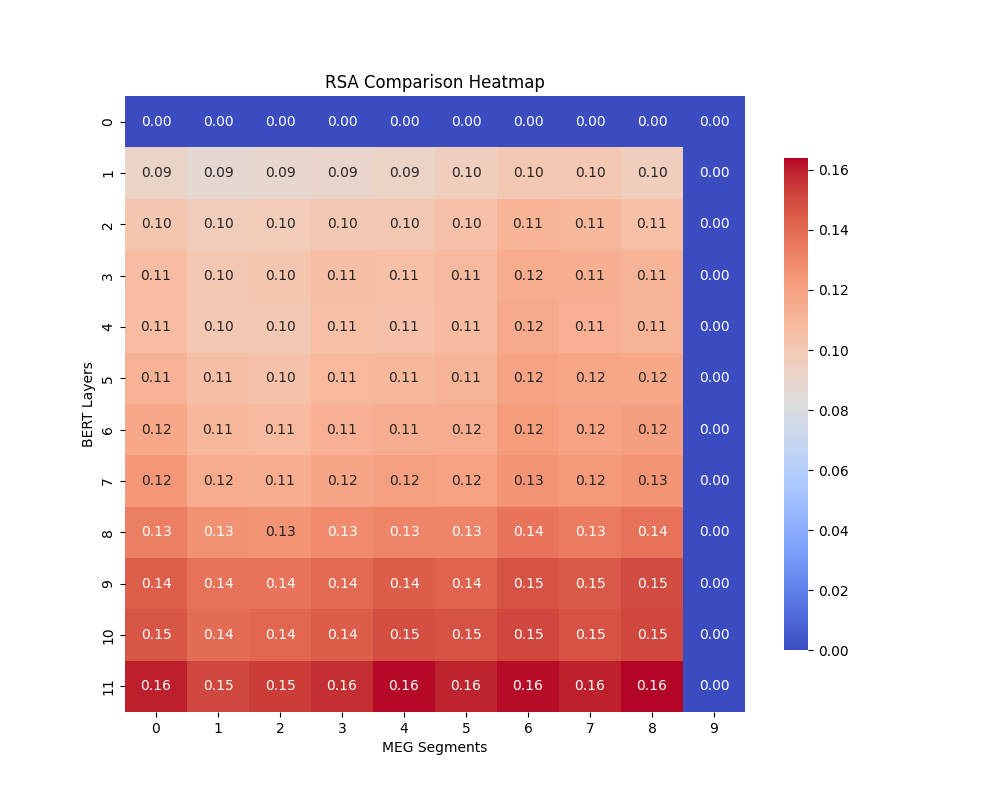 RSA Comparison Heatmap
0 0.00 0.00 0.00 0.00 0.00 0.00 0.00 0.00 0.00 0.00
1 0.09 0.09 0.09 0.09 0.09 0.10 0.10 0.10 0.10 0.00
2 0.10 0.10 0.10 0.10 0.10 0.10 0.11 0.11 0.11 0.00
3 0.11 0.10 0.10 0.11 0.11 0.11 0.12 0.11 0.11 0.00
4 0.11 0.10 0.10 0.11 0.11 0.11 0.12 0.11 0.11 0.00
5 0.11 0.11 0.10 0.11 0.11 0.11 0.12 0.12 0.12 0.00
6 0.12 0.11 0.11 0.11 0.11 0.12 0.12 0.12 0.12 0.00
7 0.12 0.12 0.11 0.12 0.12 0.12 0.13 0.12 0.13 0.00
8 0.13 0.13 0.13 0.13 0.13 0.13 0.14 0.13 0.14 0.00
9 0.14 0.14 0.14 0.14 0.14 0.14 0.15 0.15 0.15 0.00
10 0.15 0.14 0.14 0.14 0.15 0.15 0.15 0.15 0.15 0.00
11 0.16 0.15 0.15 0.16 0.16 0.16 0.16 0.16 0.16 0.00
0 1 2 3 4 5 6 7 8 9
MEG Segments
BERT Layers
0.16
0.14
0.12
0.10
0.08
0.06
0.04
0.02
0.00